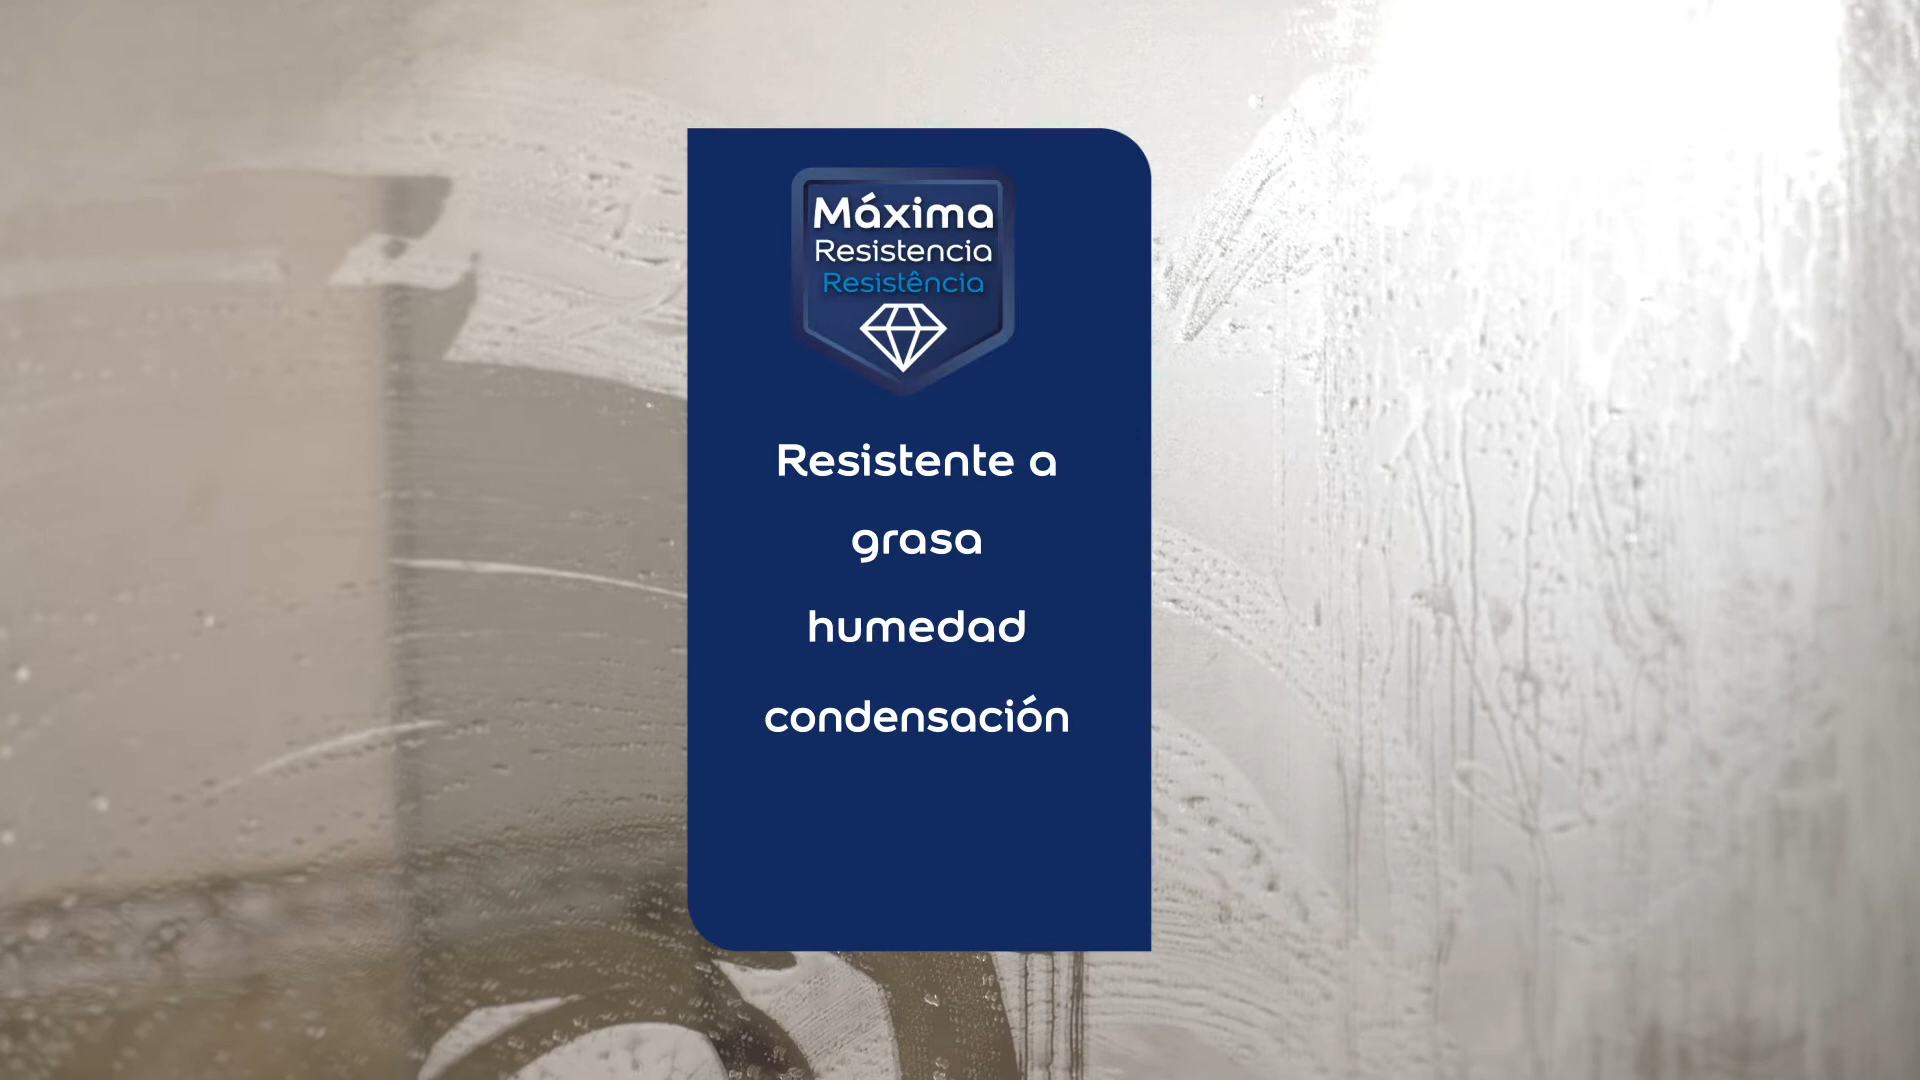 Máxima
Resistencia
Resistência
Resistente a
grasa
humedad
condensación